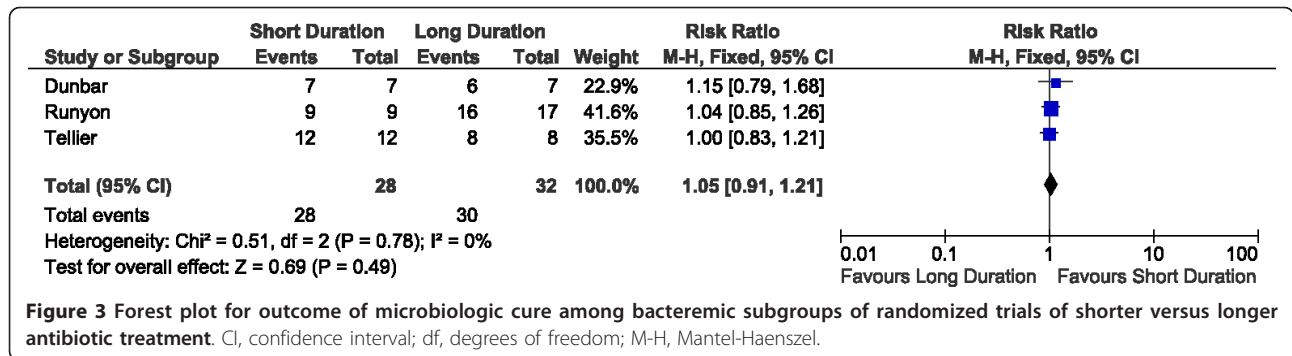 Short Duration Long Duration Risk Ratio Risk Ratio
Study or Subgroup Events Total Events Total Weight M-H, Fixed, 95% CI M-H, Fixed, 95% CI
Dunbar 7 7 6 7 22.9% 1.15 [0.79, 1.68]
Runyon 9 9 16 17 41.6% 1.04 [0.85, 1.26]
Tellier 12 12 8 8 35.5% 1.00 [0.83, 1.21]
Total (95% CI) 28 32 100.0% 1.05 [0.91, 1.21]
Total events 28 30
Heterogeneity: Chi² = 0.51, df = 2 (P = 0.78); I² = 0%
Test for overall effect: Z = 0.69 (P = 0.49)
0.01 0.1 1 10 100
Favours Long Duration Favours Short Duration
Figure 3 Forest plot for outcome of microbiologic cure among bacteremic subgroups of randomized trials of shorter versus longer
antibiotic treatment. CI, confidence interval; df, degrees of freedom; M-H, Mantel-Haenszel.